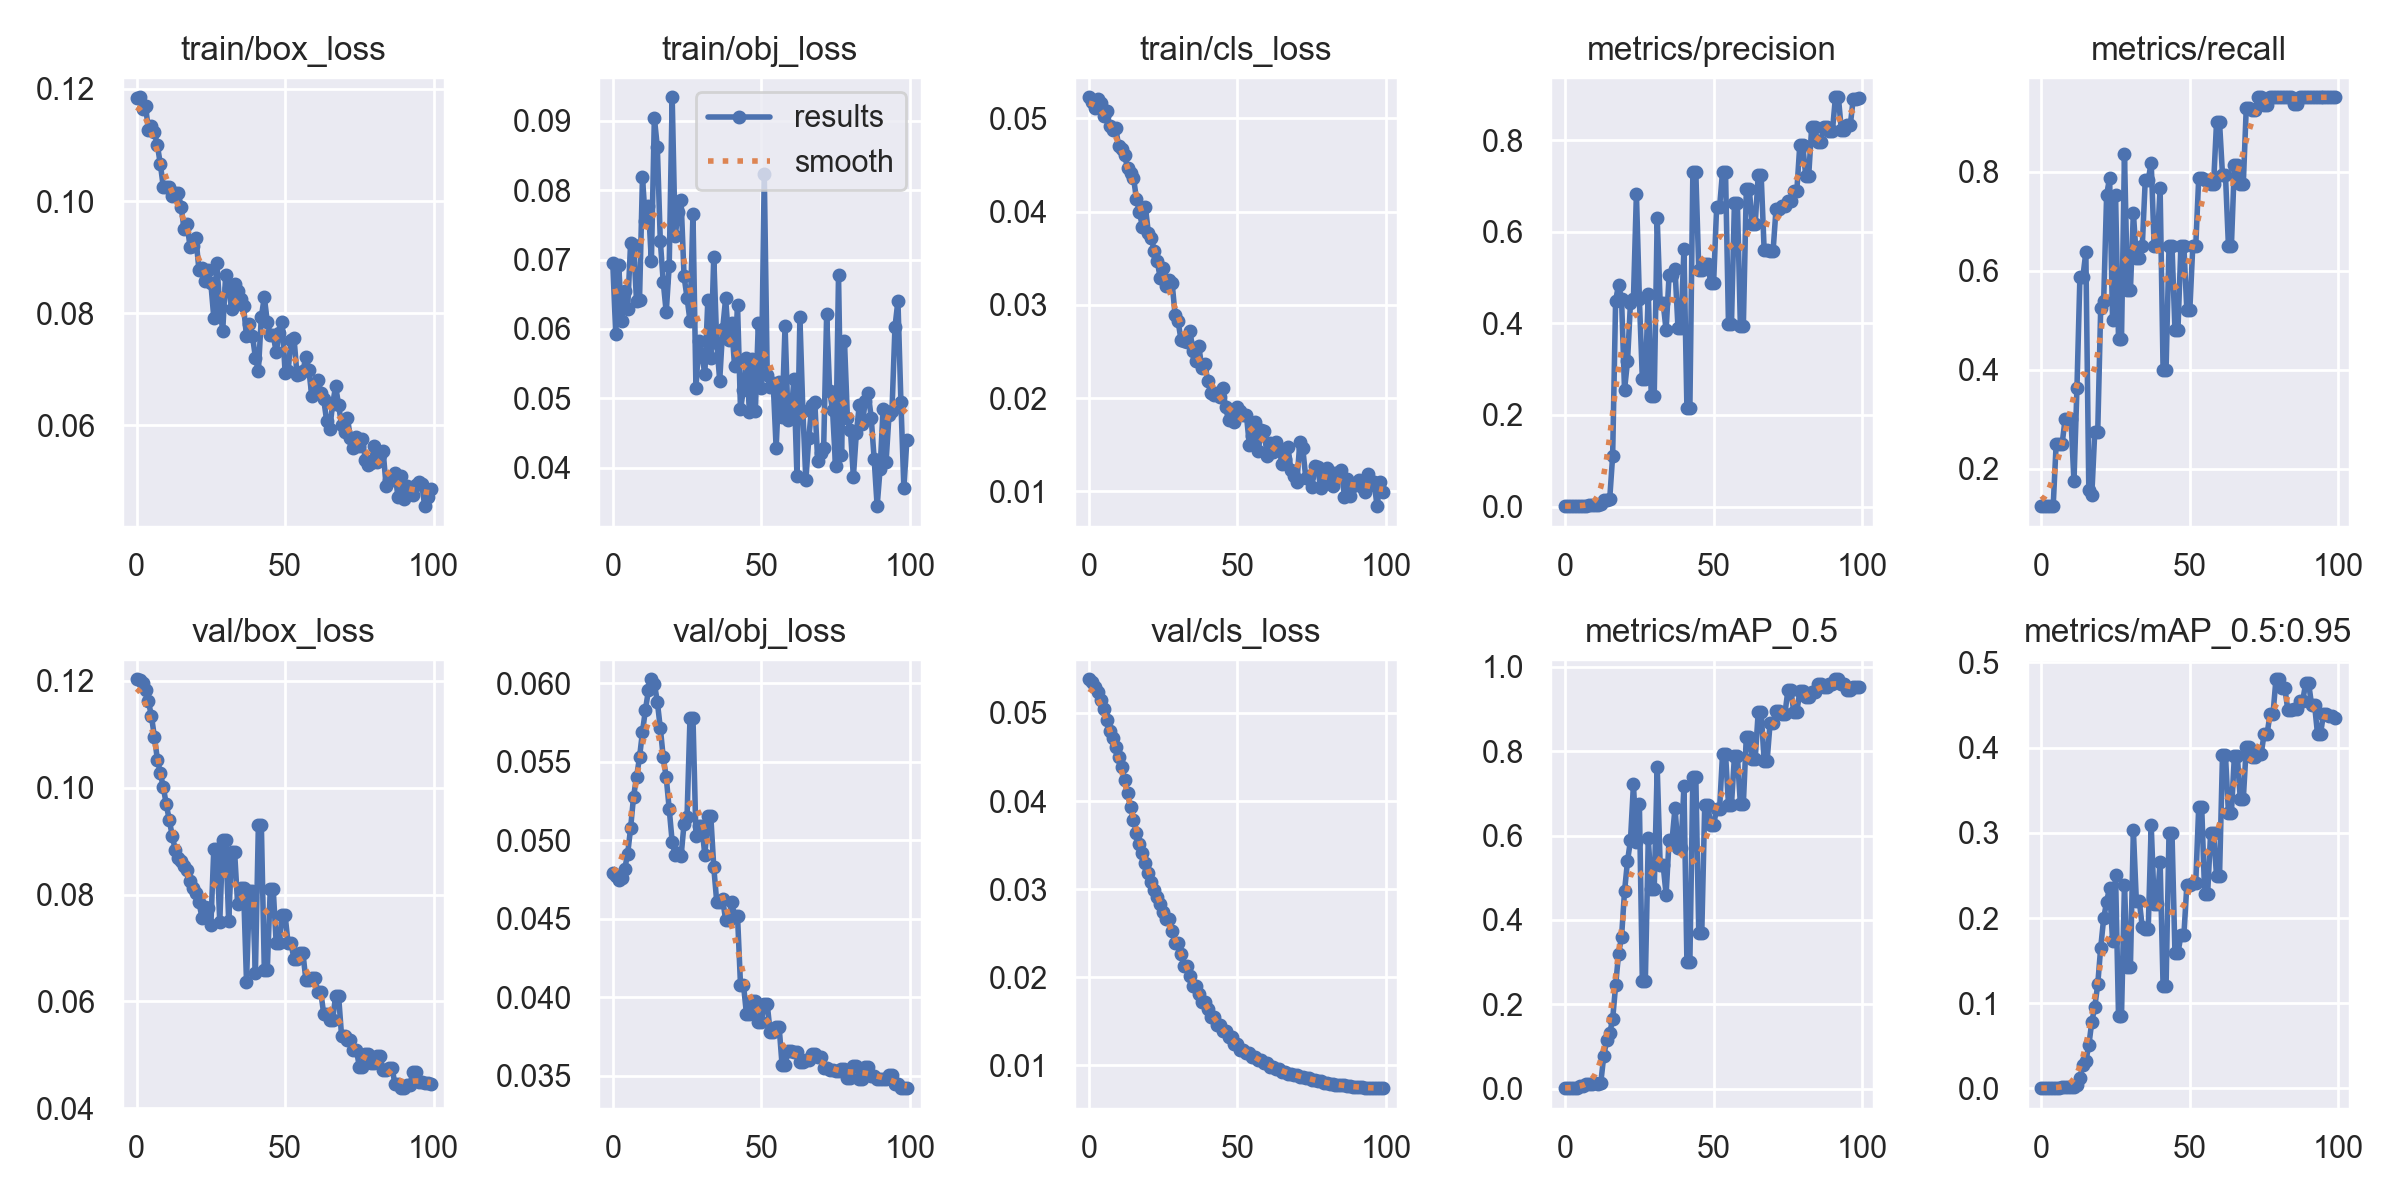 train/box_loss
train/obj_loss
train/cls_loss
metrics/precision
metrics/recall
0.12
0.10
0.08
0.06
0 50 100
0.09
0.08
0.07
0.06
0.05
0.04
results
smooth
0 50 100
0.05
0.04
0.03
0.02
0.01
0 50 100
0.8
0.6
0.4
0.2
0.0
0 50 100
0.8
0.6
0.4
0.2
0 50 100
val/box_loss
val/obj_loss
val/cls_loss
metrics/mAP_0.5
metrics/mAP_0.5:0.95
0.12
0.10
0.08
0.06
0.04
0 50 100
0.060
0.055
0.050
0.045
0.040
0.035
0 50 100
0.05
0.04
0.03
0.02
0.01
0 50 100
1.0
0.8
0.6
0.4
0.2
0.0
0 50 100
0.5
0.4
0.3
0.2
0.1
0.0
0 50 100